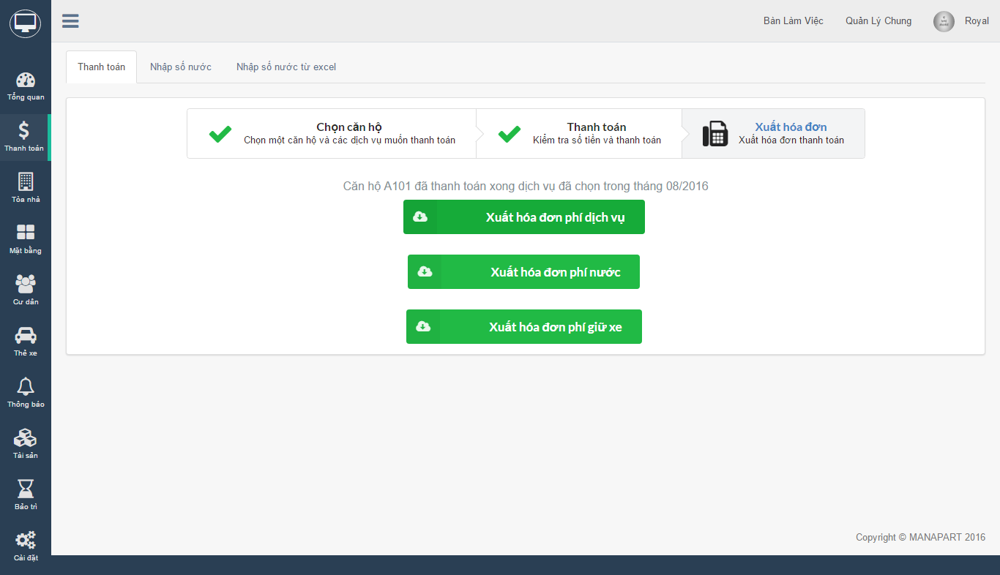 Bàn Làm Việc
Quản Lý Chung
Royal
Tổng quan
Thanh toán
Tòa nhà
Mặt bằng
Cư dân
Thẻ xe
Thông báo
Tài sản
Bảo trì
Cài đặt
Thanh toán
Nhập số nước
Nhập số nước từ excel
Chọn căn hộ
Chọn một căn hộ và các dịch vụ muốn thanh toán
Thanh toán
Kiểm tra số tiền và thanh toán
Xuất hóa đơn
Xuất hóa đơn thanh toán
Căn hộ A101 đã thanh toán xong dịch vụ đã chọn trong tháng 08/2016
Xuất hóa đơn phí dịch vụ
Xuất hóa đơn phí nước
Xuất hóa đơn phí giữ xe
Copyright © MANAPART 2016